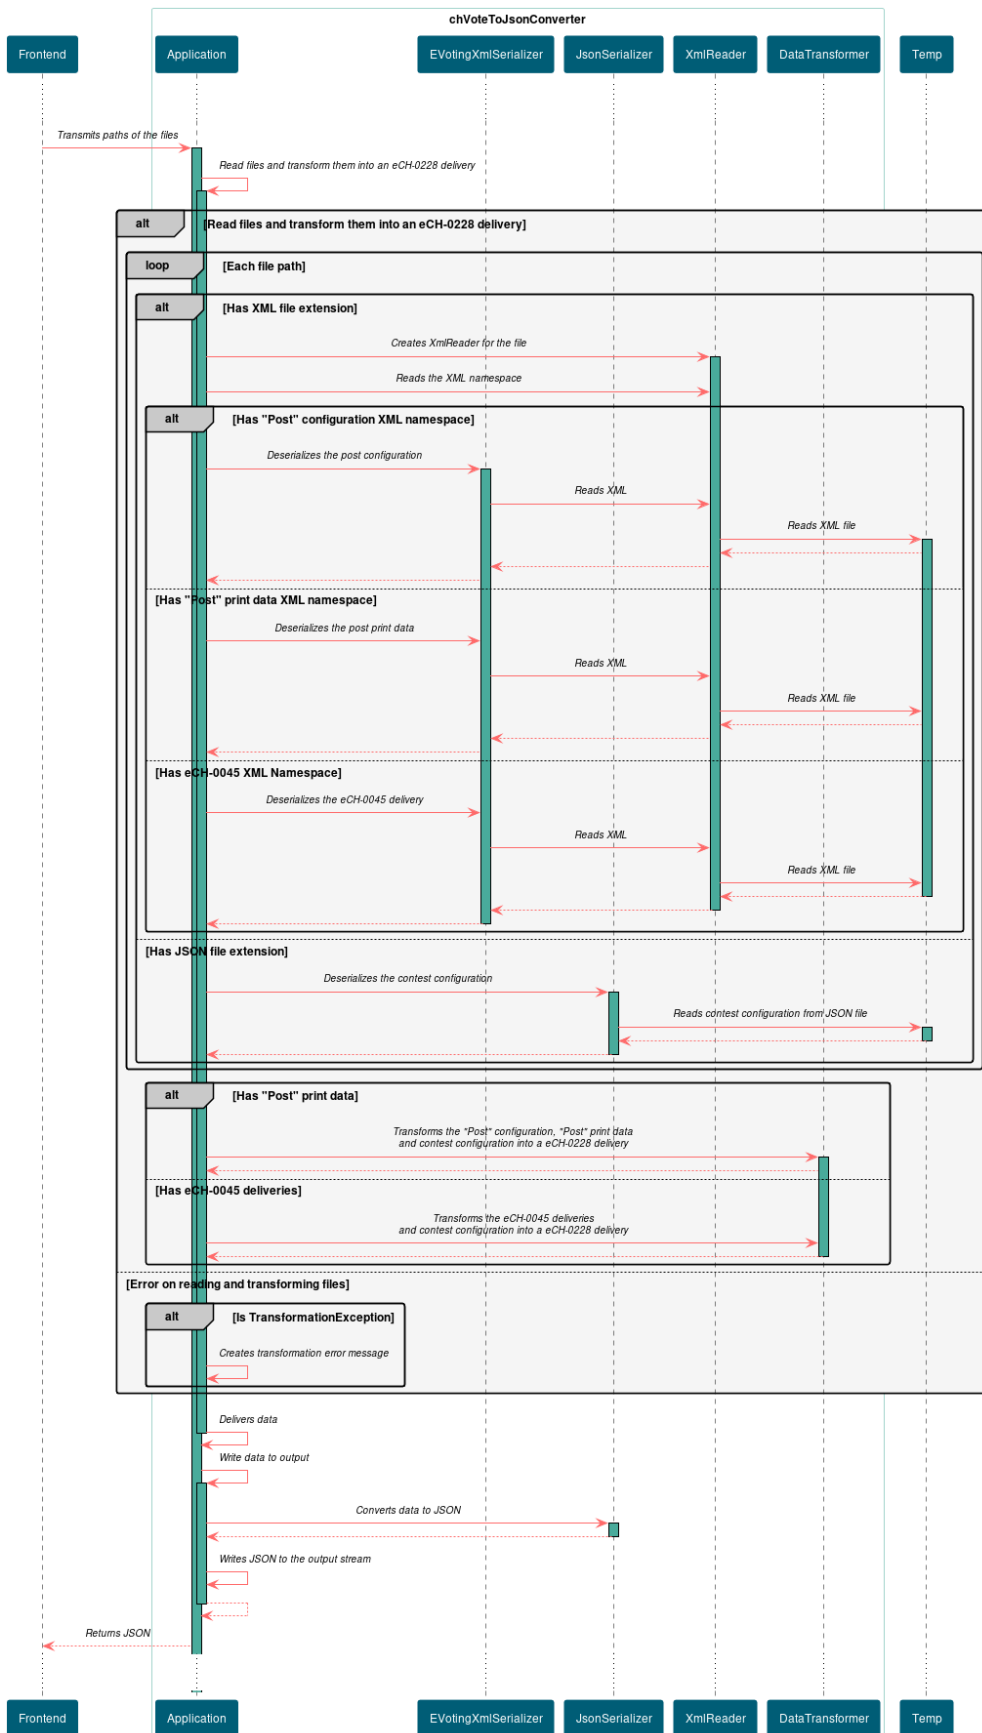 chVoteToJsonConverter
Frontend
Application
EVotingXmlSerializer
JsonSerializer
XmlReader
DataTransformer
Temp
Transmits paths of the files
Read files and transform them into an eCH-0228 delivery
alt
[Read files and transform them into an eCH-0228 delivery]
loop
[Each file path]
alt
[Has XML file extension]
Creates XmlReader for the file
Reads the XML namespace
alt
[Has "Post" configuration XML namespace]
Deserializes the post configuration
Reads XML
Reads XML file
[Has "Post" print data XML namespace]
Deserializes the post print data
Reads XML
Reads XML file
[Has eCH-0045 XML Namespace]
Deserializes the eCH-0045 delivery
Reads XML
Reads XML file
[Has JSON file extension]
Deserializes the contest configuration
Reads contest configuration from JSON file
alt
[Has "Post" print data]
Transforms the "Post" configuration, "Post" print data
and contest configuration into a eCH-0228 delivery
[Has eCH-0045 deliveries]
Transforms the eCH-0045 deliveries
and contest configuration into a eCH-0228 delivery
[Error on reading and transforming files]
alt
[Is TransformationException]
Creates transformation error message
Delivers data
Write data to output
Converts data to JSON
Writes JSON to the output stream
Returns JSON
Frontend
Application
EVotingXmlSerializer
JsonSerializer
XmlReader
DataTransformer
Temp